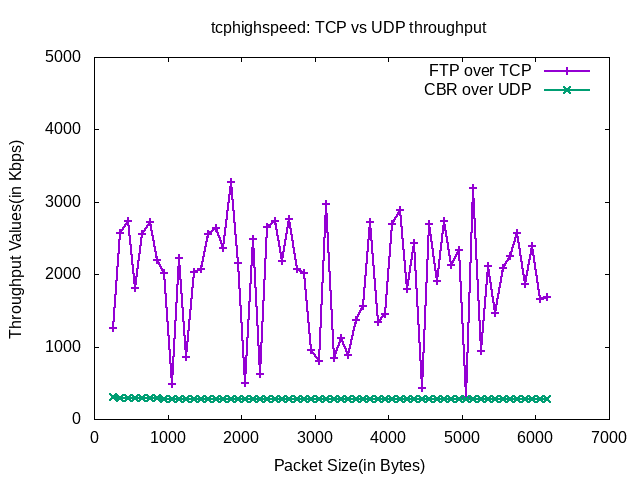 tcphighspeed: TCP vs UDP throughput
5000
4000
3000
2000
1000
0
0 1000 2000 3000 4000 5000 6000 7000
Throughput Values(in Kbps)
Packet Size(in Bytes)
FTP over TCP
CBR over UDP